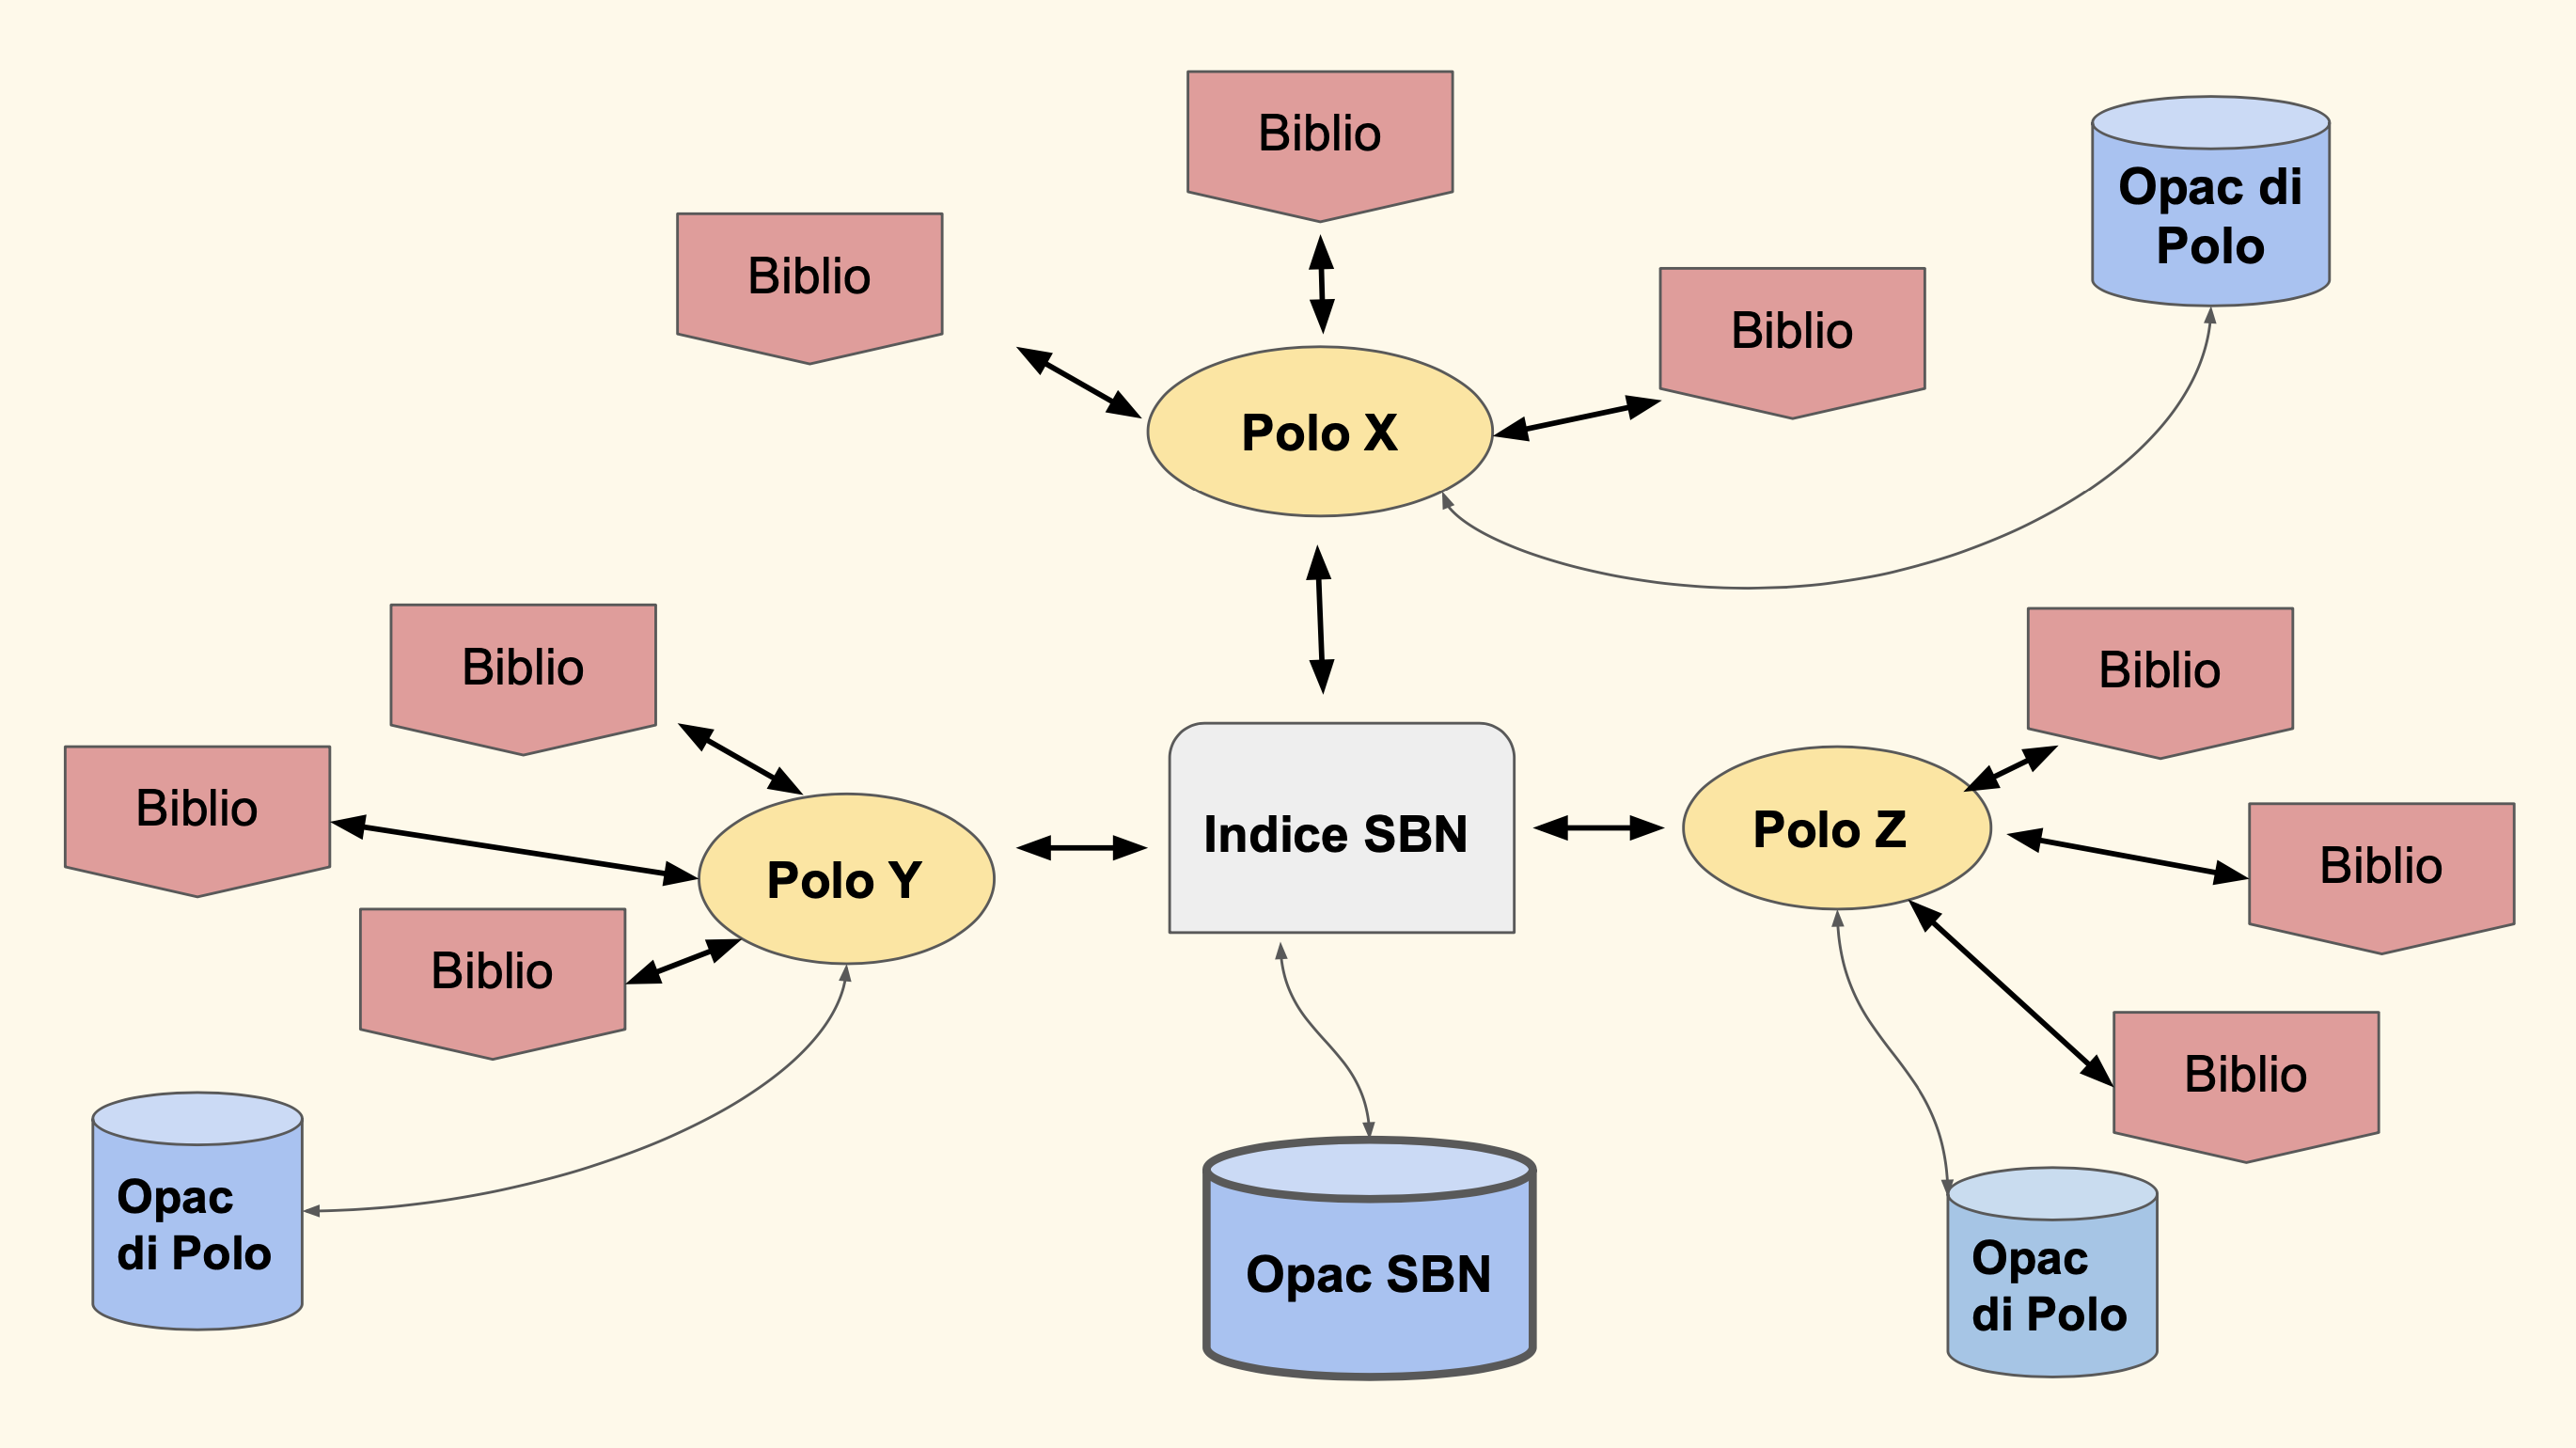 Biblio
Opac di
Polo
Biblio
Biblio
Polo X
Biblio
Biblio
Biblio
Indice SBN
Polo Z
Polo Y
Biblio
Biblio
Biblio
Opac
di Polo
Opac SBN
Opac
di Polo